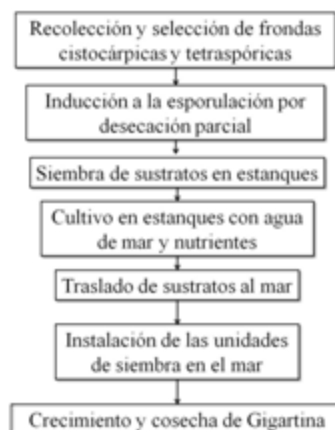 Recolección y selección de frondas
cistocárpicas y tetraspóricas
Inducción a la esporulación por
desecación parcial
Siembra de sustratos en estanques
Cultivo en estanques con agua
de mar y nutrientes
Traslado de sustratos al mar
Instalación de las unidades
de siembra en el mar
Crecimiento y cosecha de Gigartina